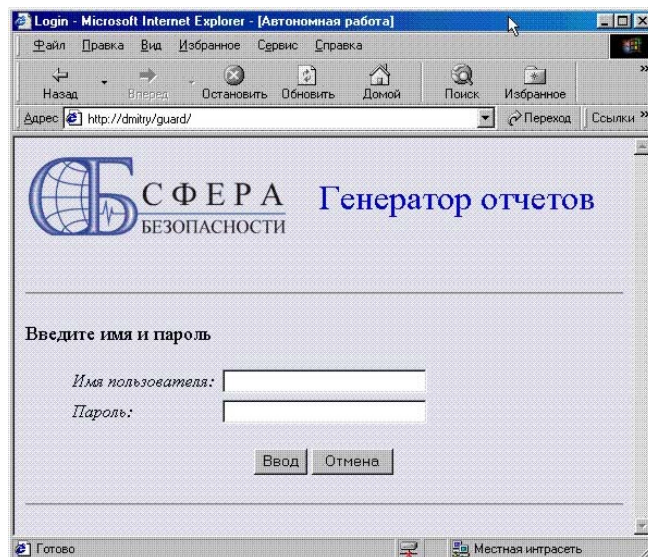 Login - Microsoft Internet Explorer - [Автономная работа]
Файл Правка Вид Избранное Сервис Справка
Назад Вперед Остановить Обновить Домой Поиск Избранное »
Адрес http://dmitry/guard/ Переход Ссылки »
СБ СФЕРА
БЕЗОПАСНОСТИ
Генератор отчетов
Введите имя и пароль
Имя пользователя:
Пароль:
Ввод Отмена
Готово Местная интрасеть